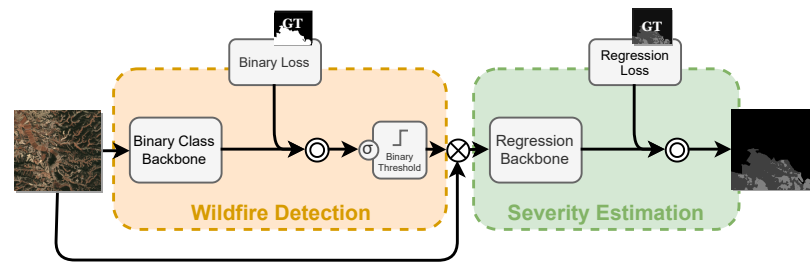 GT
Binary Loss
Binary Class
Backbone
σ
Binary
Threshold
Wildfire Detection
GT
Regression
Loss
Regression
Backbone
Severity Estimation